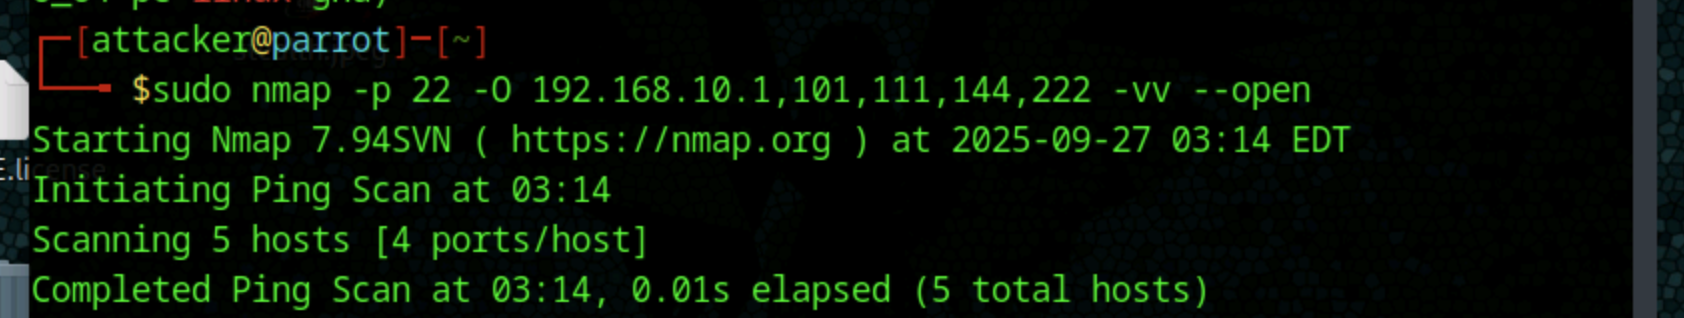 [attacker@parrot]─[~]
$sudo nmap -p 22 -O 192.168.10.1,101,111,144,222 -vv --open
Starting Nmap 7.94SVN ( https://nmap.org ) at 2025-09-27 03:14 EDT
E.license
Initiating Ping Scan at 03:14
Scanning 5 hosts [4 ports/host]
Completed Ping Scan at 03:14, 0.01s elapsed (5 total hosts)